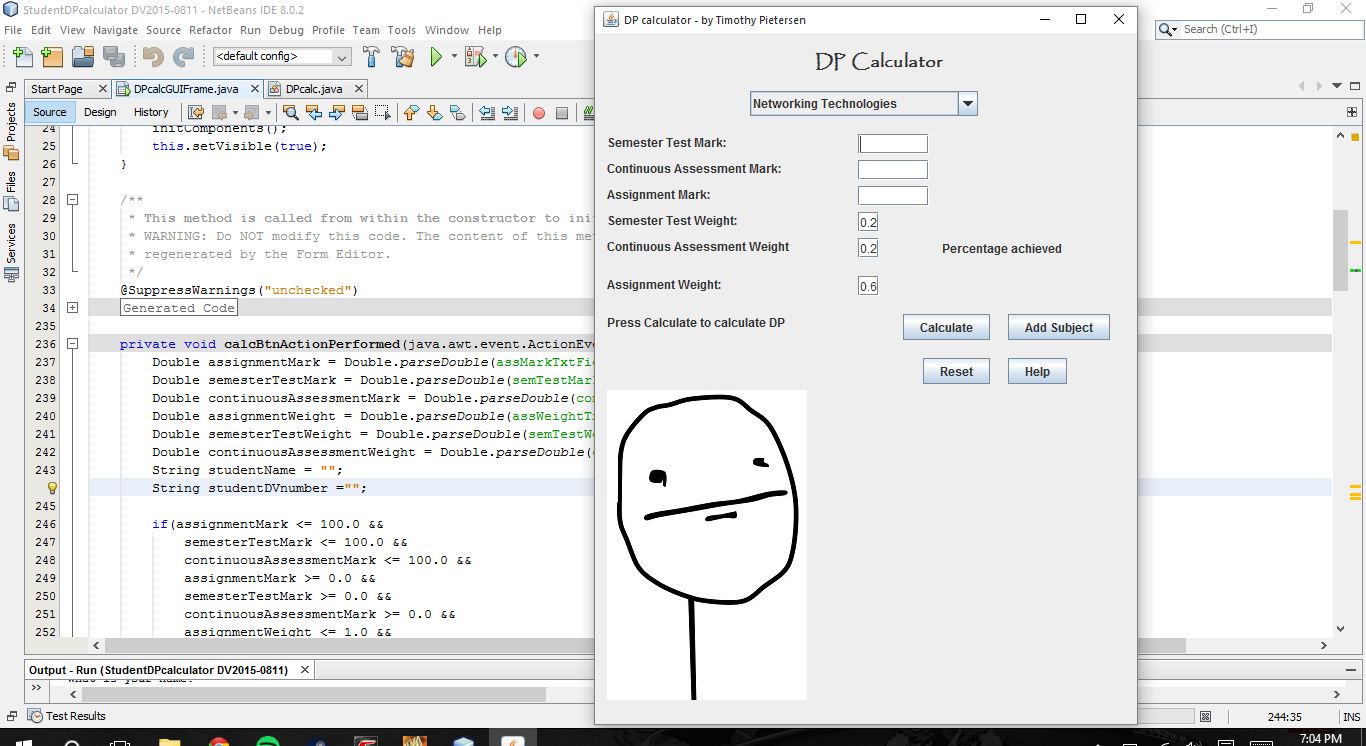 StudentDPcalculator DV2015-0811 - NetBeans IDE 8.0.2
File Edit View Navigate Source Refactor Run Debug Profile Team Tools Window Help
Search (Ctrl+I)
<default config>
Start Page
DPcalcGUIFrame.java
DPcalc.java
Source Design History
Projects
Files
Services
24 initComponents();
25 this.setVisible(true);
26 }
27
28 /**
29 * This method is called from within the constructor to
30 * WARNING: Do NOT modify this code. The content of this
31 * regenerated by the Form Editor.
32 */
33 @SuppressWarnings("unchecked")
34 Generated Code
235
236 private void calcBtnActionPerformed(java.awt.event.ActionEv
237 Double assignmentMark = Double.parseDouble(assMarkTxtFi
238 Double semesterTestMark = Double.parseDouble(semTestMar
239 Double continuousAssessmentMark = Double.parseDouble(co
240 Double assignmentWeight = Double.parseDouble(assWeightT
241 Double semesterTestWeight = Double.parseDouble(semTestW
242 Double continuousAssessmentWeight = Double.parseDouble(
243 String studentName = "";
String studentDVnumber ="";
245
246 if(assignmentMark <= 100.0 &&
247 semesterTestMark <= 100.0 &&
248 continuousAssessmentMark <= 100.0 &&
249 assignmentMark >= 0.0 &&
250 semesterTestMark >= 0.0 &&
251 continuousAssessmentMark >= 0.0 &&
252 assignmentWeight <= 1.0 &&
Output - Run (StudentDPcalculator DV2015-0811)
What is your name?
Test Results
244:35 INS
7:04 PM
DP calculator - by Timothy Pietersen
DP Calculator
Networking Technologies
Semester Test Mark:
Continuous Assessment Mark:
Assignment Mark:
Semester Test Weight: 0.2
Continuous Assessment Weight 0.2 Percentage achieved
Assignment Weight: 0.6
Press Calculate to calculate DP Calculate Add Subject
Reset Help